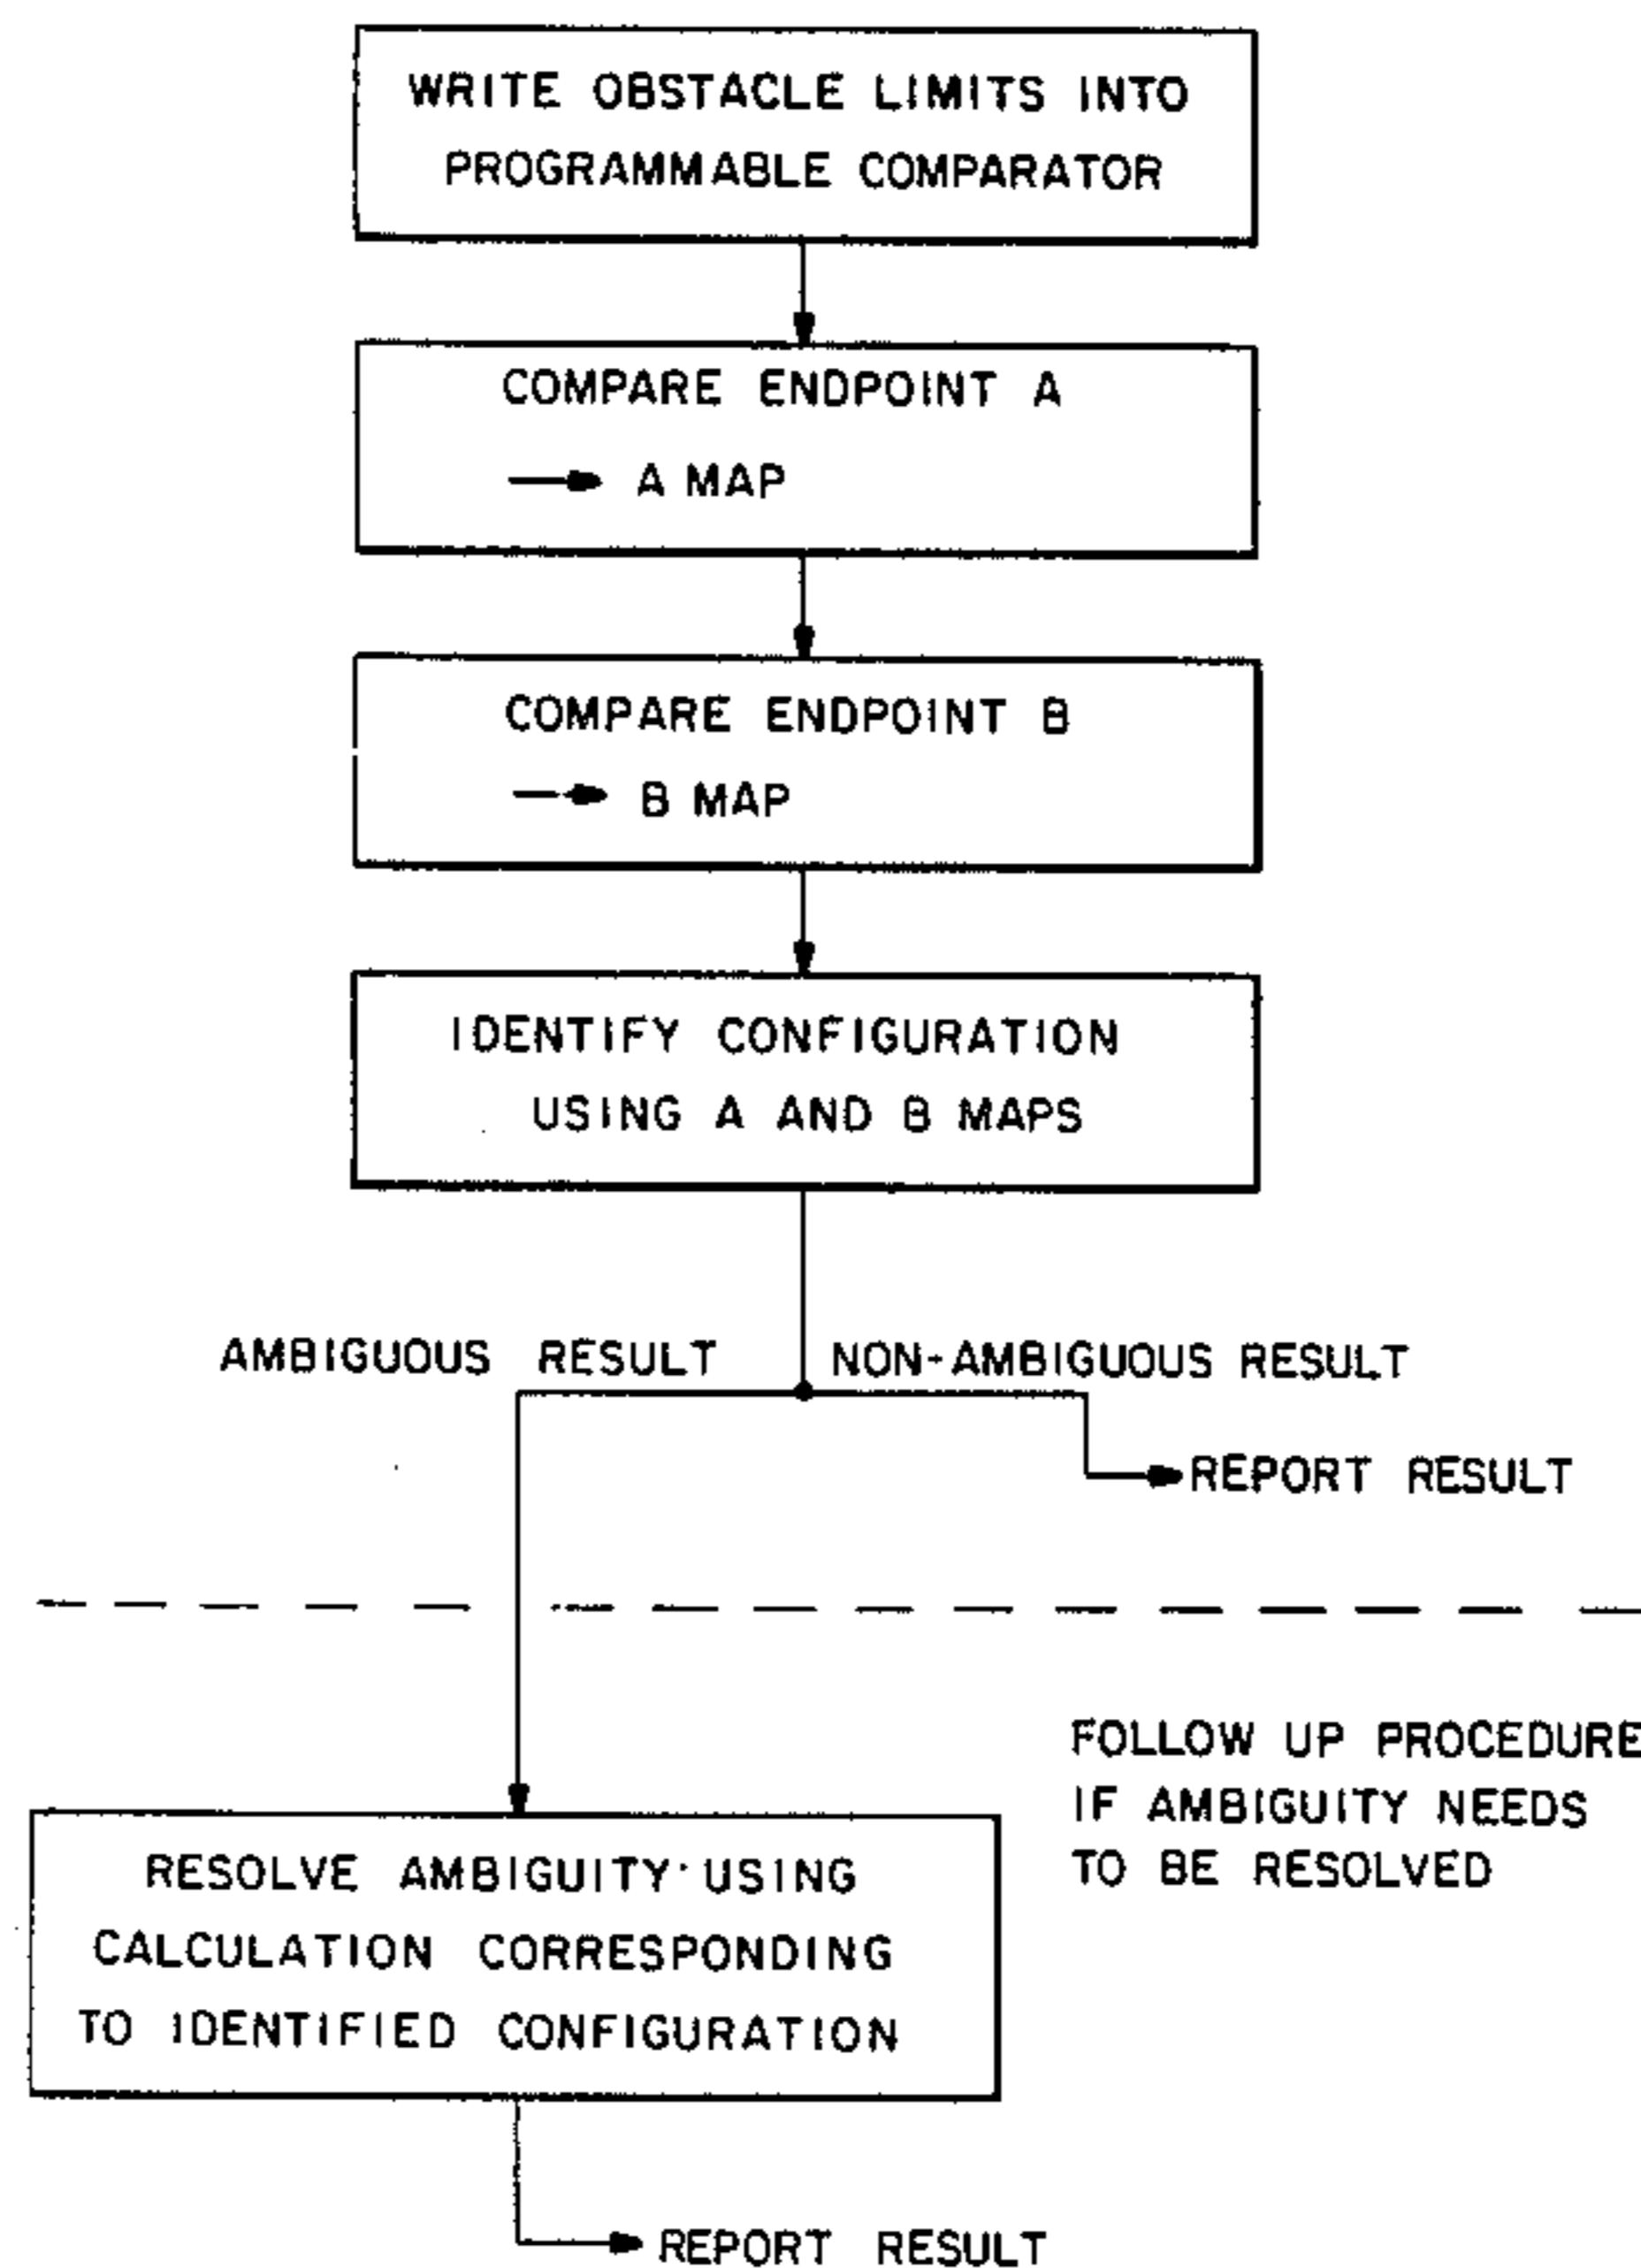 WRITE OBSTACLE LIMITS INTO
PROGRAMMABLE COMPARATOR
COMPARE ENDPOINT A
A MAP
COMPARE ENDPOINT B
B MAP
IDENTIFY CONFIGURATION
USING A AND B MAPS
AMBIGUOUS RESULT
NON-AMBIGUOUS RESULT
REPORT RESULT
FOLLOW UP PROCEDURE
IF AMBIGUITY NEEDS
TO BE RESOLVED
RESOLVE AMBIGUITY USING
CALCULATION CORRESPONDING
TO IDENTIFIED CONFIGURATION
REPORT RESULT